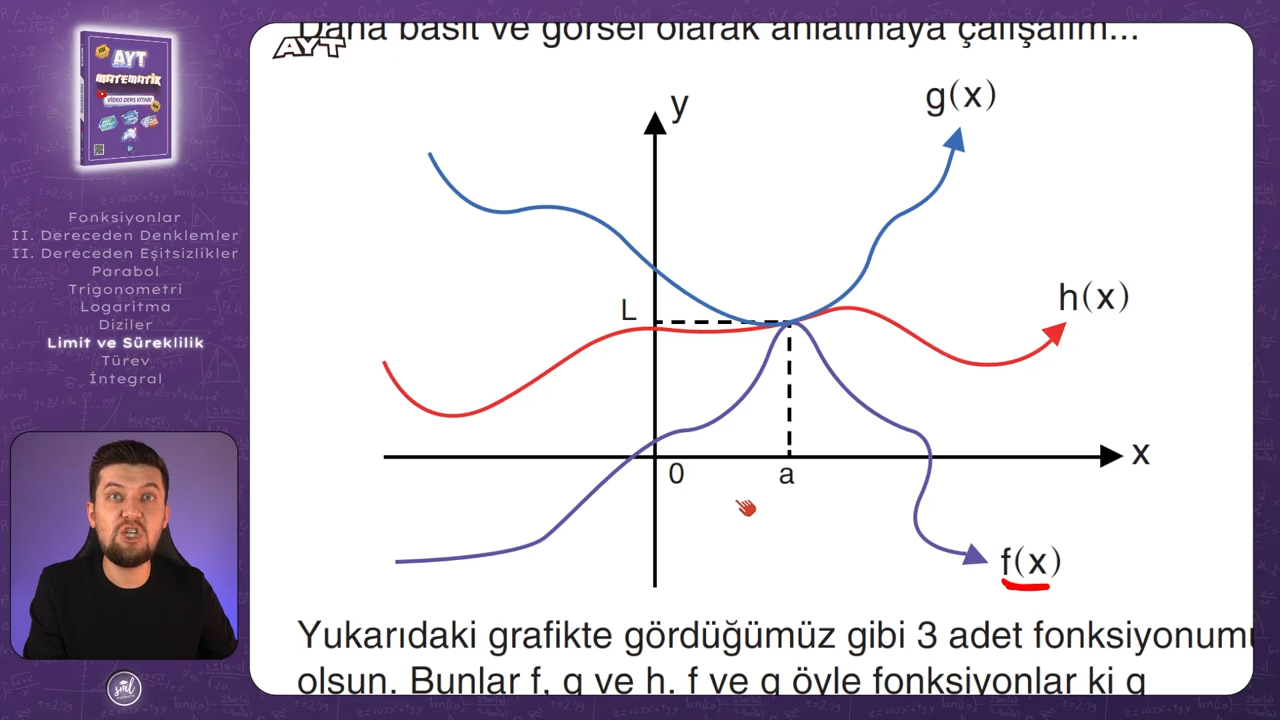 AYT
MATEMATİK
VİDEO DERS KİTABI
Fonksiyonlar
II. Dereceden Denklemler
II. Dereceden Eşitsizlikler
Parabol
Trigonometri
Logaritma
Diziler
Limit ve Süreklilik
Türev
İntegral
sml
Daha basit ve görsel olarak anlatmaya çalışalım...
AYT
y
g(x)
L
h(x)
x
0
a
f(x)
Yukarıdaki grafikte gördüğümüz gibi 3 adet fonksiyonumu
olsun. Bunlar f, g ve h. f ve g öyle fonksiyonlar ki g